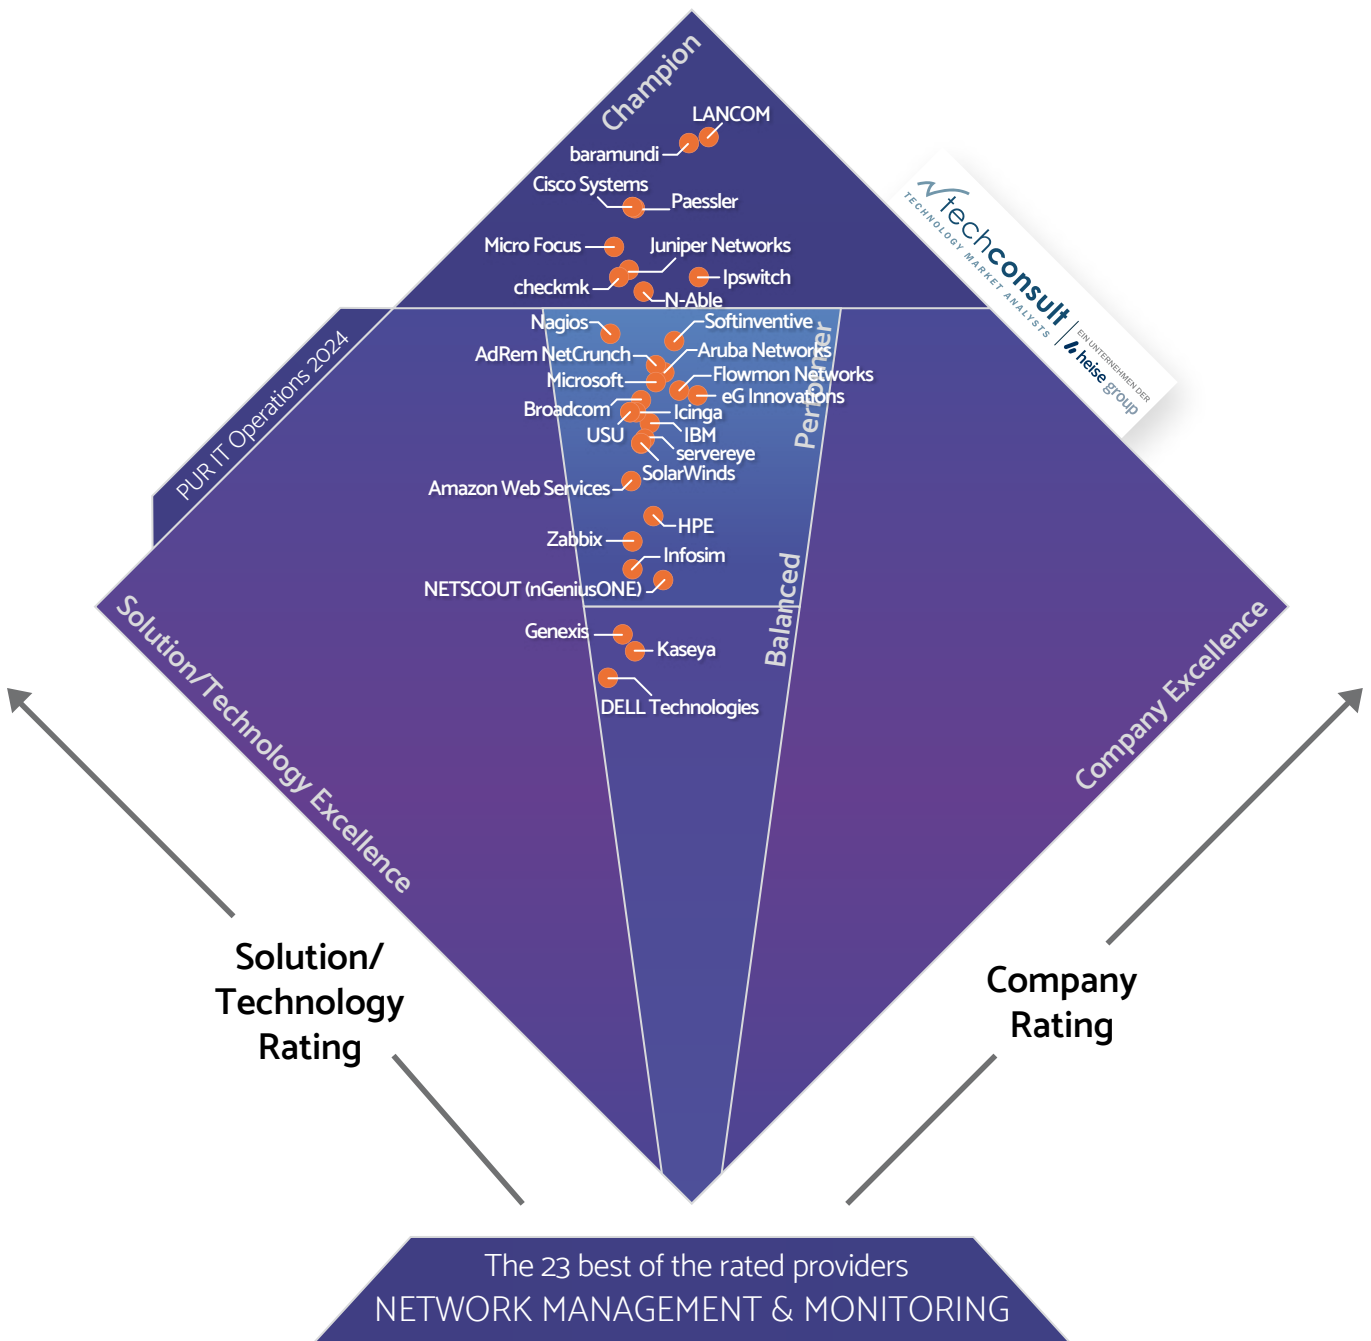 Champion
LANCOM
baramundi
Cisco Systems
Paessler
Micro Focus
Juniper Networks
Ipswitch
checkmk
N-Able
techconsult
TECHNOLOGY MARKET ANALYSTS
EIN UNTERNEHMEN DER
heise group
PUR IT Operations 2024
Nagios
Softinventive
AdRem NetCrunch
Aruba Networks
Performer
Microsoft
Flowmon Networks
eG Innovations
Broadcom
Icinga
USU
IBM
servereye
SolarWinds
Amazon Web Services
HPE
Zabbix
Infosim
NETSCOUT (nGeniusONE)
Balanced
Genexis
Kaseya
DELL Technologies
Solution/Technology Excellence
Company Excellence
Solution/
Technology
Rating
Company
Rating
The 23 best of the rated providers
NETWORK MANAGEMENT & MONITORING